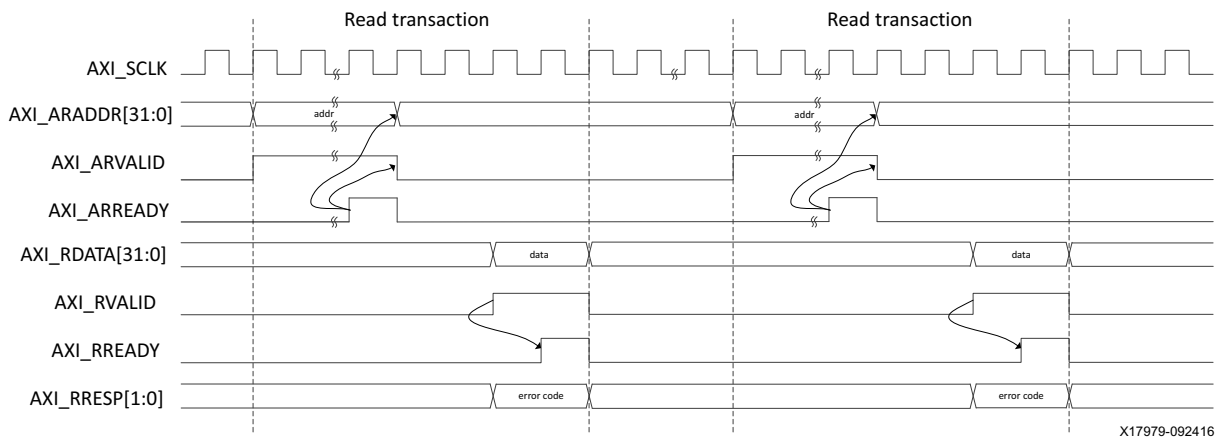 Read transaction Read transaction
AXI_SCLK
AXI_ARADDR[31:0] addr addr
AXI_ARVALID
AXI_ARREADY
AXI_RDATA[31:0] data data
AXI_RVALID
AXI_RREADY
AXI_RRESP[1:0] error code error code
X17979-092416